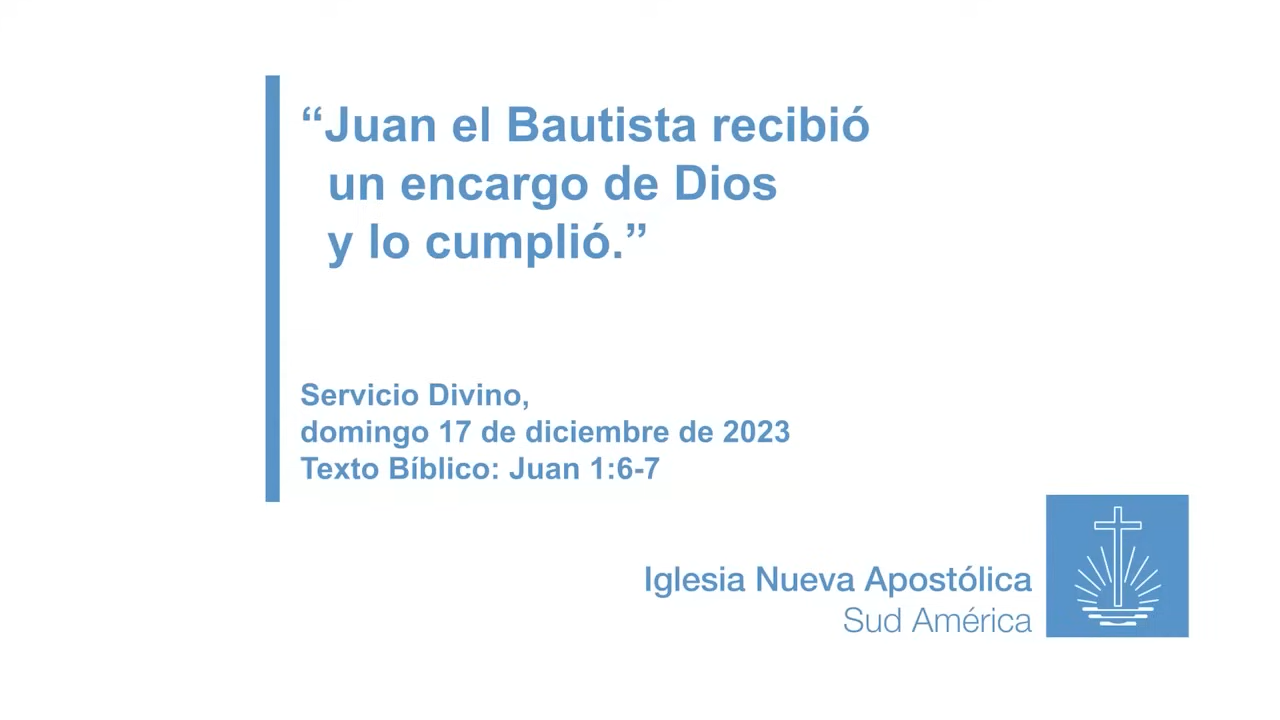 “Juan el Bautista recibió
un encargo de Dios
y lo cumplió.”
Servicio Divino,
domingo 17 de diciembre de 2023
Texto Bíblico: Juan 1:6-7
Iglesia Nueva Apostólica
Sud América